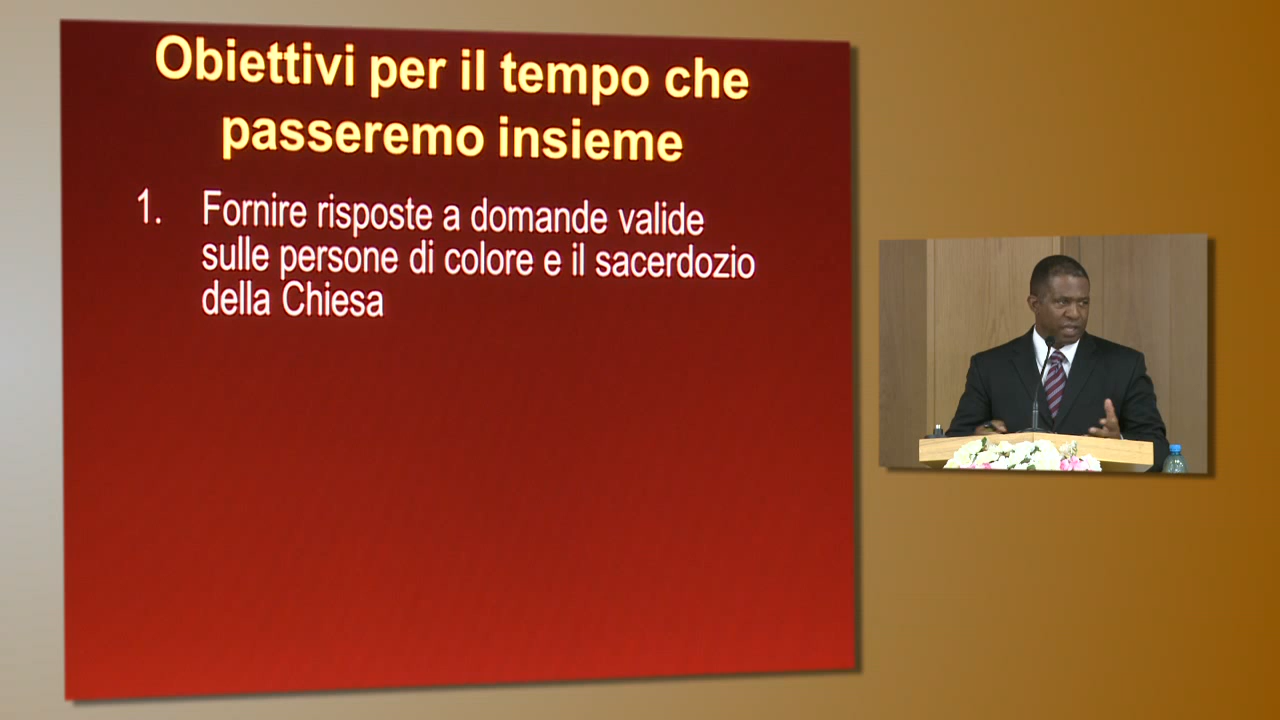 Obiettivi per il tempo che
passeremo insieme
1. Fornire risposte a domande valide
sulle persone di colore e il sacerdozio
della Chiesa